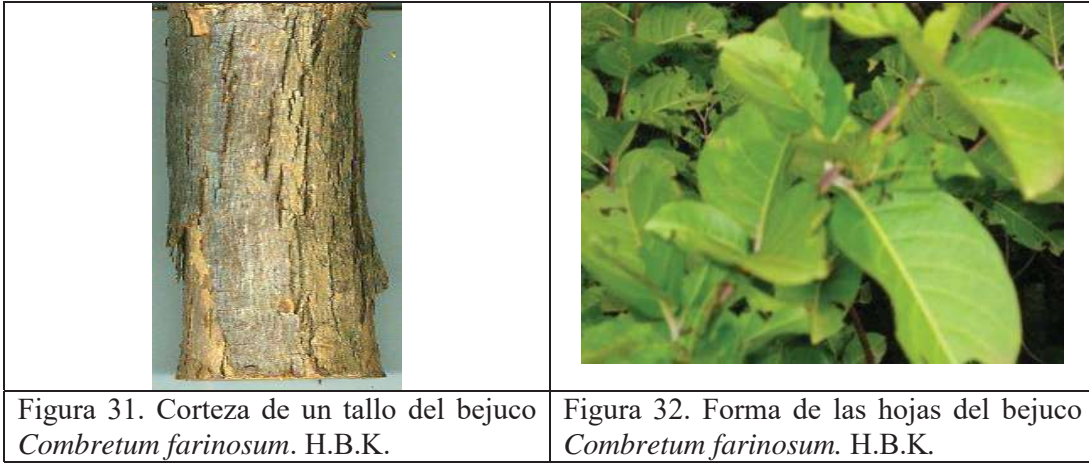 Figura 31. Corteza de un tallo del bejuco
Combretum farinosum. H.B.K.
Figura 32. Forma de las hojas del bejuco
Combretum farinosum. H.B.K.